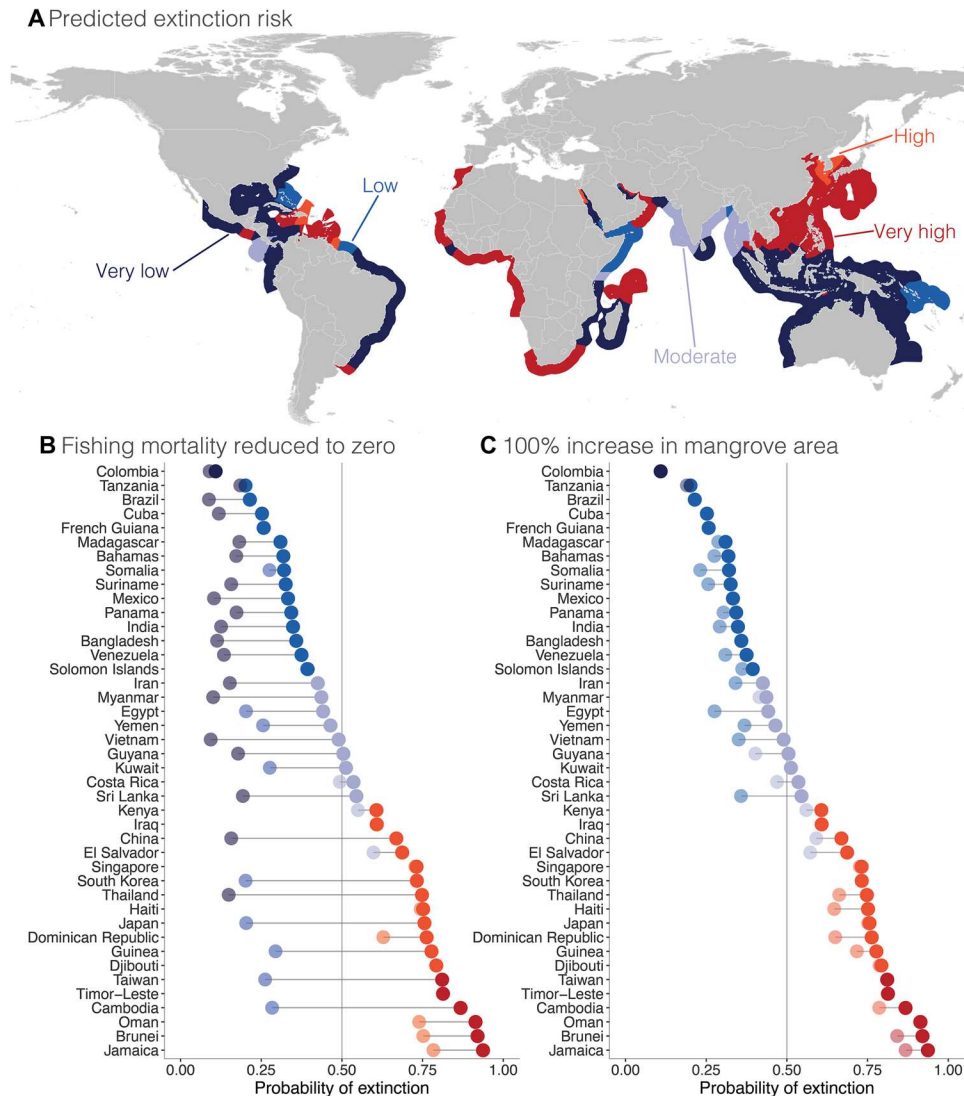 A Predicted extinction risk
High
Low
Very low
Very high
Moderate
B Fishing mortality reduced to zero
Colombia
Tanzania
Brazil
Cuba
French Guiana
Madagascar
Bahamas
Somalia
Suriname
Mexico
Panama
India
Bangladesh
Venezuela
Solomon Islands
Iran
Myanmar
Egypt
Yemen
Vietnam
Guyana
Kuwait
Costa Rica
Sri Lanka
Kenya
Iraq
China
El Salvador
Singapore
South Korea
Thailand
Haiti
Japan
Dominican Republic
Guinea
Djibouti
Taiwan
Timor−Leste
Cambodia
Oman
Brunei
Jamaica
0.00 0.25 0.50 0.75 1.00
Probability of extinction
C 100% increase in mangrove area
Colombia
Tanzania
Brazil
Cuba
French Guiana
Madagascar
Bahamas
Somalia
Suriname
Mexico
Panama
India
Bangladesh
Venezuela
Solomon Islands
Iran
Myanmar
Egypt
Yemen
Vietnam
Guyana
Kuwait
Costa Rica
Sri Lanka
Kenya
Iraq
China
El Salvador
Singapore
South Korea
Thailand
Haiti
Japan
Dominican Republic
Guinea
Djibouti
Taiwan
Timor−Leste
Cambodia
Oman
Brunei
Jamaica
0.00 0.25 0.50 0.75 1.00
Probability of extinction